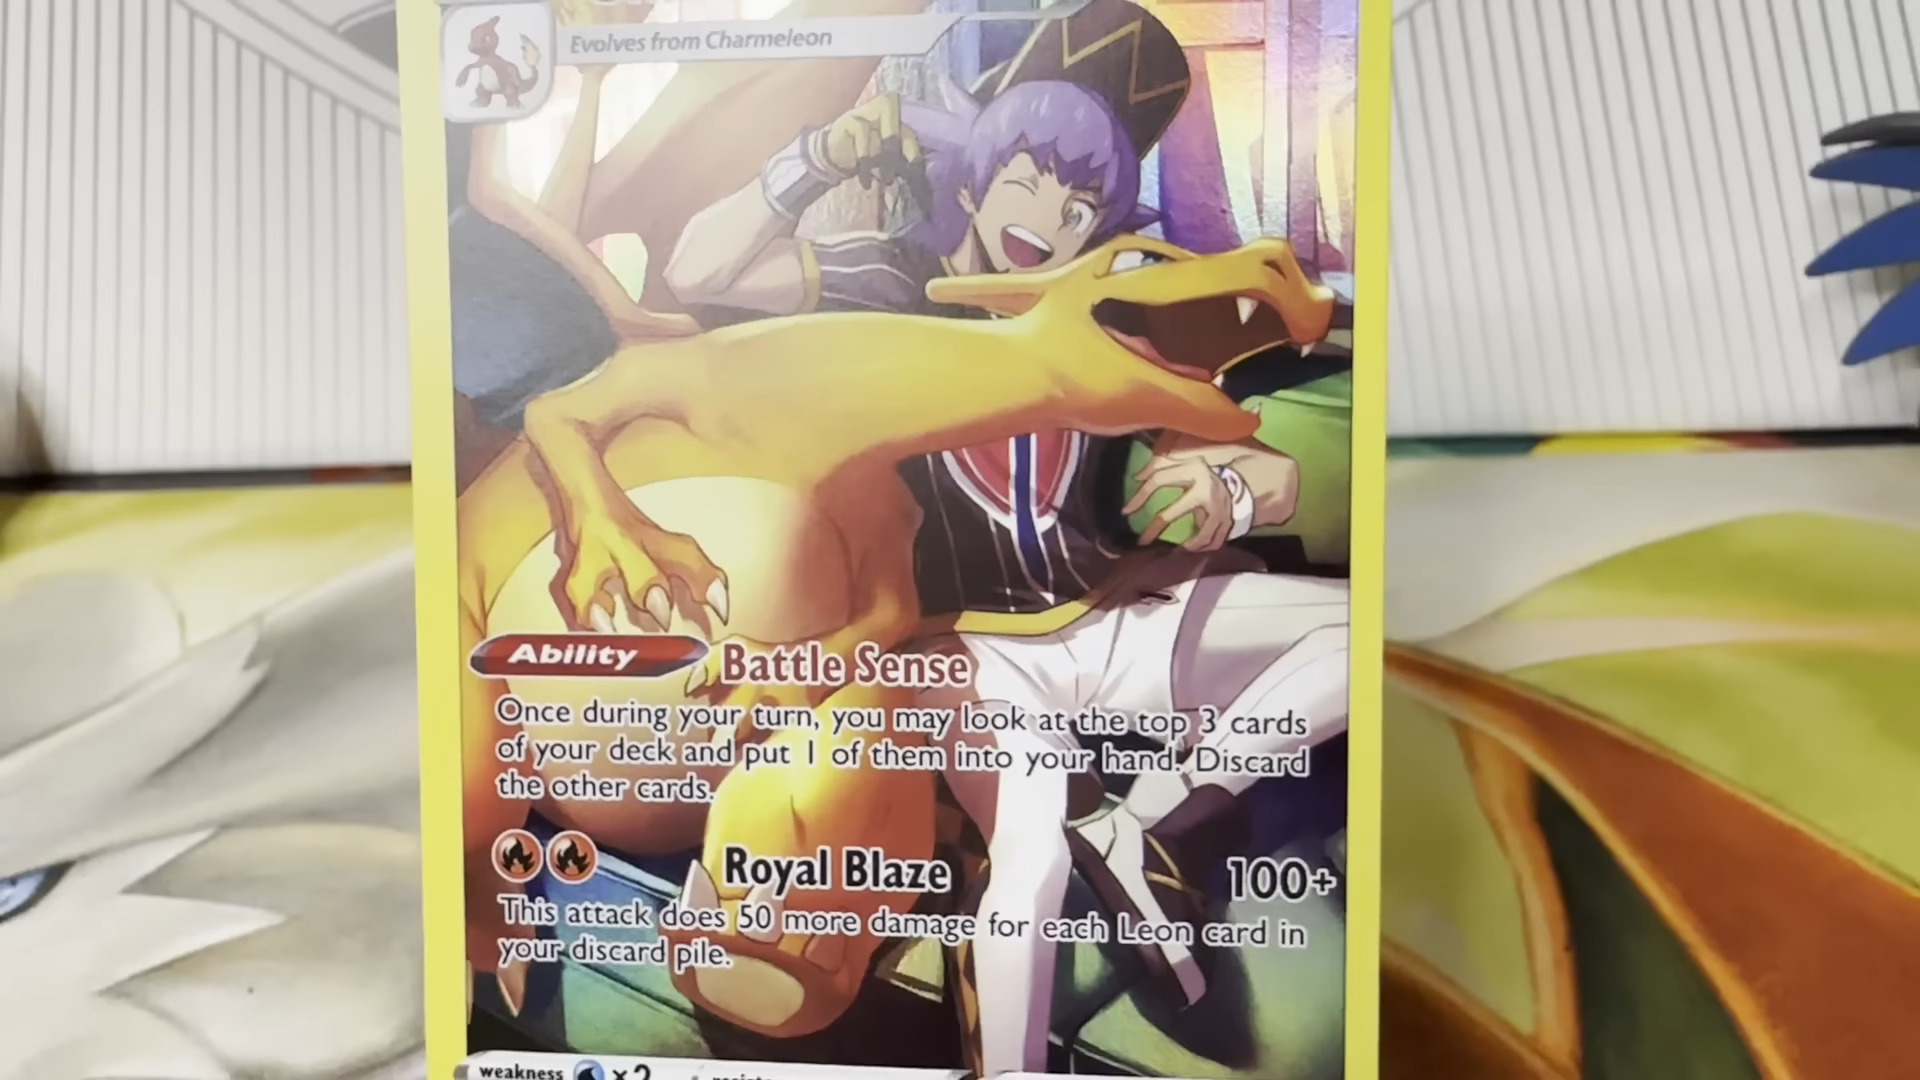 Evolves from Charmeleon
Ability Battle Sense
Once during your turn, you may look at the top 3 cards
of your deck and put 1 of them into your hand. Discard
the other cards.
Royal Blaze 100+
This attack does 50 more damage for each Leon card in
your discard pile.
weakness ×2